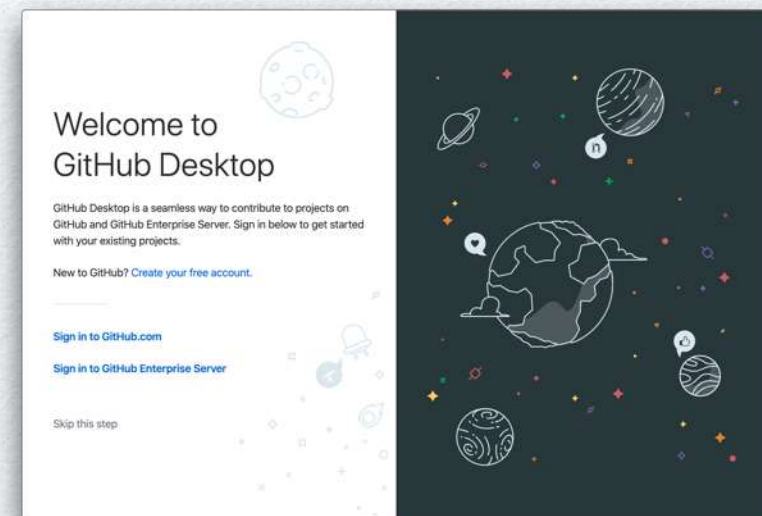 Welcome to
GitHub Desktop
GitHub Desktop is a seamless way to contribute to projects on
GitHub and GitHub Enterprise Server. Sign in below to get started
with your existing projects.
New to GitHub? Create your free account.
Sign in to GitHub.com
Sign in to GitHub Enterprise Server
Skip this step
n